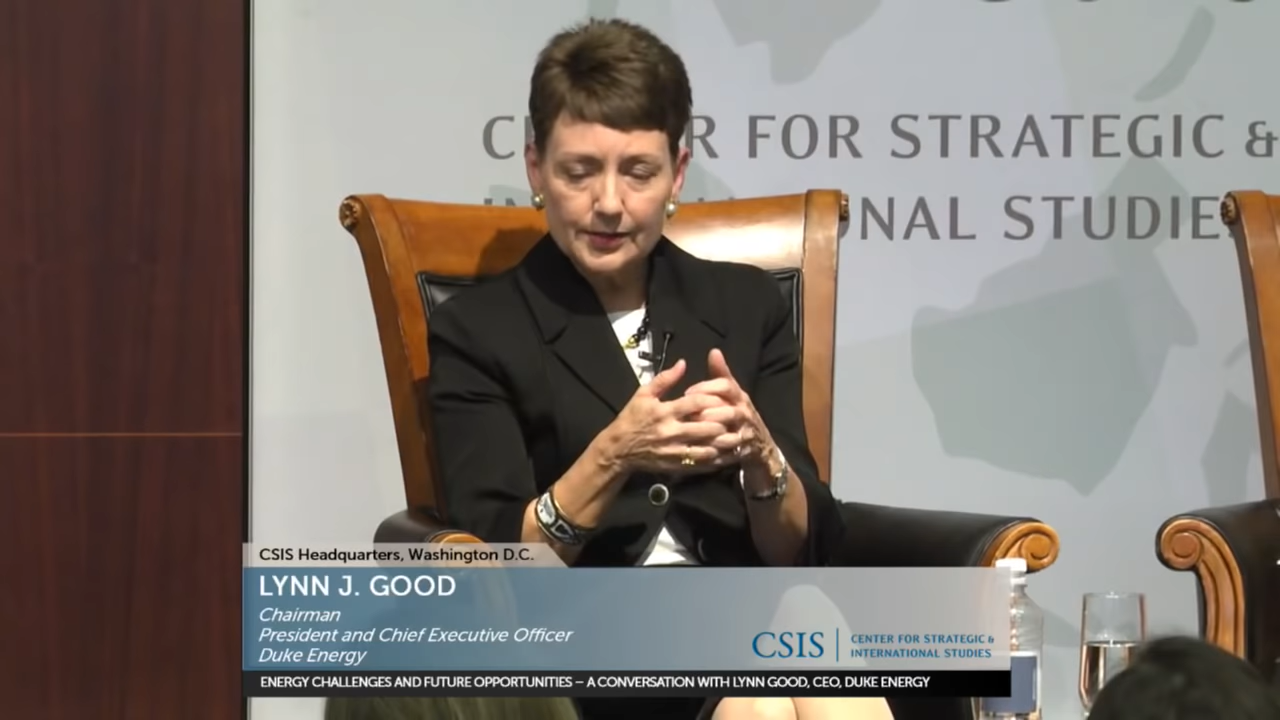 CENTER FOR STRATEGIC &
NAL STUDIE
CSIS Headquarters, Washington D.C.
LYNN J. GOOD
Chairman
President and Chief Executive Officer
Duke Energy
CSIS
CENTER FOR STRATEGIC &
INTERNATIONAL STUDIES
ENERGY CHALLENGES AND FUTURE OPPORTUNITIES – A CONVERSATION WITH LYNN GOOD, CEO, DUKE ENERGY